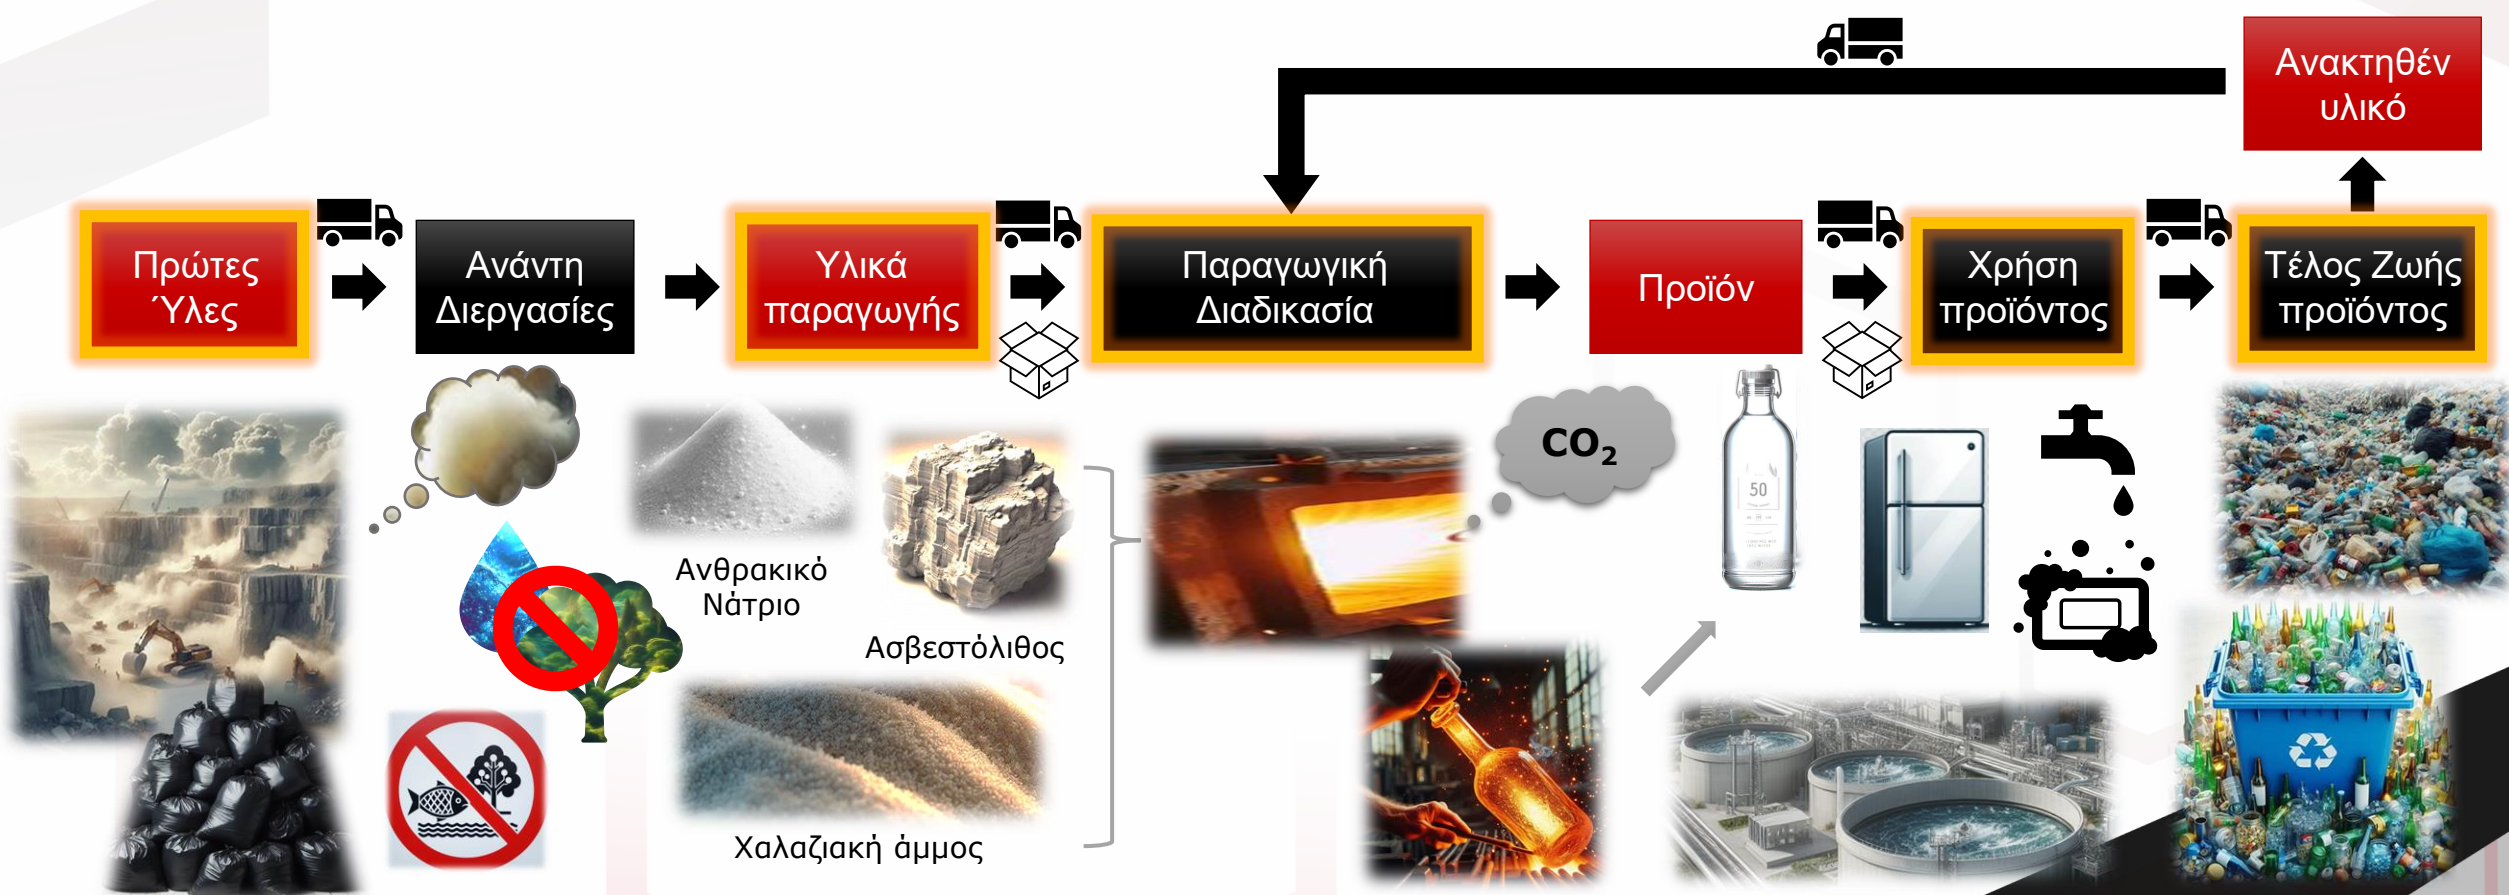 Ανακτηθέν
υλικό
Πρώτες
Ύλες
Ανάντη
Διεργασίες
Υλικά
παραγωγής
Παραγωγική
Διαδικασία
Προϊόν
Χρήση
προϊόντος
Τέλος Ζωής
προϊόντος
CO₂
50
Ανθρακικό
Νάτριο
Ασβεστόλιθος
Χαλαζιακή άμμος